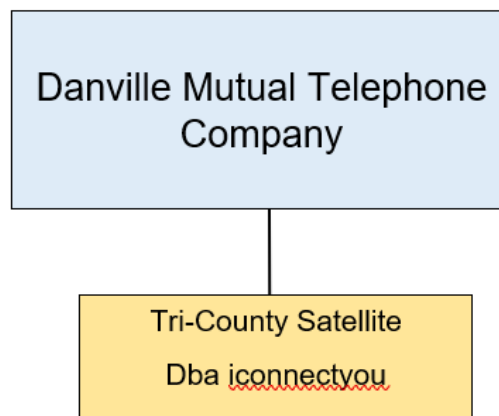 Danville Mutual Telephone
Company
Tri-County Satellite
Dba iconnectyou